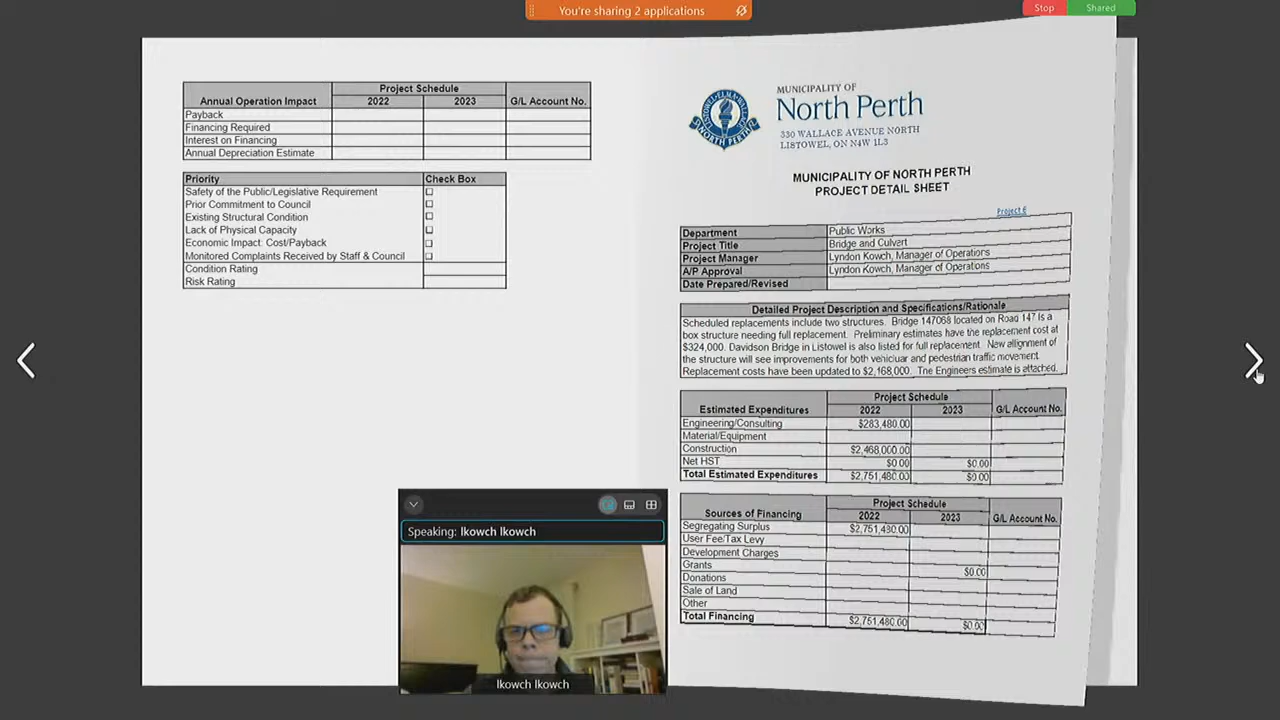 You're sharing 2 applications
Stop
Shared
Project Schedule
Annual Operation Impact 2022 2023 G/L Account No.
Payback
Financing Required
Interest on Financing
Annual Depreciation Estimate
Priority Check Box
Safety of the Public/Legislative Requirement
Prior Commitment to Council
Existing Structural Condition
Lack of Physical Capacity
Economic Impact: Cost/Payback
Monitored Complaints Received by Staff & Council
Condition Rating
Risk Rating
MUNICIPALITY OF
North Perth
330 WALLACE AVENUE NORTH
LISTOWEL, ON N4W 1L3
NORTH PERTH
MUNICIPALITY OF NORTH PERTH
PROJECT DETAIL SHEET
Project 6
Department Public Works
Project Title Bridge and Culvert
Project Manager Lyndon Kowch, Manager of Operations
A/P Approval Lyndon Kowch, Manager of Operations
Date Prepared/Revised
Detailed Project Description and Specifications/Rationale
Scheduled replacements include two structures. Bridge 147068 located on Road 147 is a
box structure needing full replacement. Preliminary estimates have the replacement cost at
$324,000. Davidson Bridge in Listowel is also listed for full replacement. New allignment of
the structure will see improvements for both vehicluar and pedestrian traffic movement.
Replacement costs have been updated to $2,168,000. The Engineers estimate is attached.
Project Schedule
Estimated Expenditures 2022 2023 G/L Account No.
Engineering/Consulting $283,480.00
Material/Equipment
Construction $2,468,000.00
Net HST $0.00 $0.00
Total Estimated Expenditures $2,751,480.00 $0.00
Project Schedule
Sources of Financing 2022 2023 G/L Account No.
Segregating Surplus $2,751,480.00
User Fee/Tax Levy
Development Charges
Grants $0.00
Donations
Sale of Land
Other
Total Financing $2,751,480.00 $0.00
Speaking: lkowch lkowch
lkowch lkowch